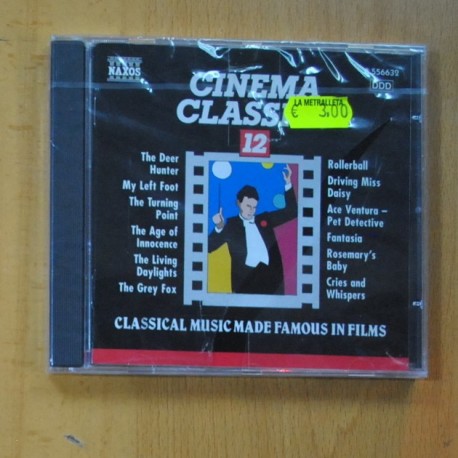 NAXOS
8.556632
DDD
CINEMA
LA METRALLETA
€ 3,00
12
The Deer
Hunter
My Left Foot
The Turning
Point
The Age of
Innocence
The Living
Daylights
The Grey Fox
Rollerball
Driving Miss
Daisy
Ace Ventura –
Pet Detective
Fantasia
Rosemary's
Baby
Cries and
Whispers
CLASSICAL MUSIC MADE FAMOUS IN FILMS